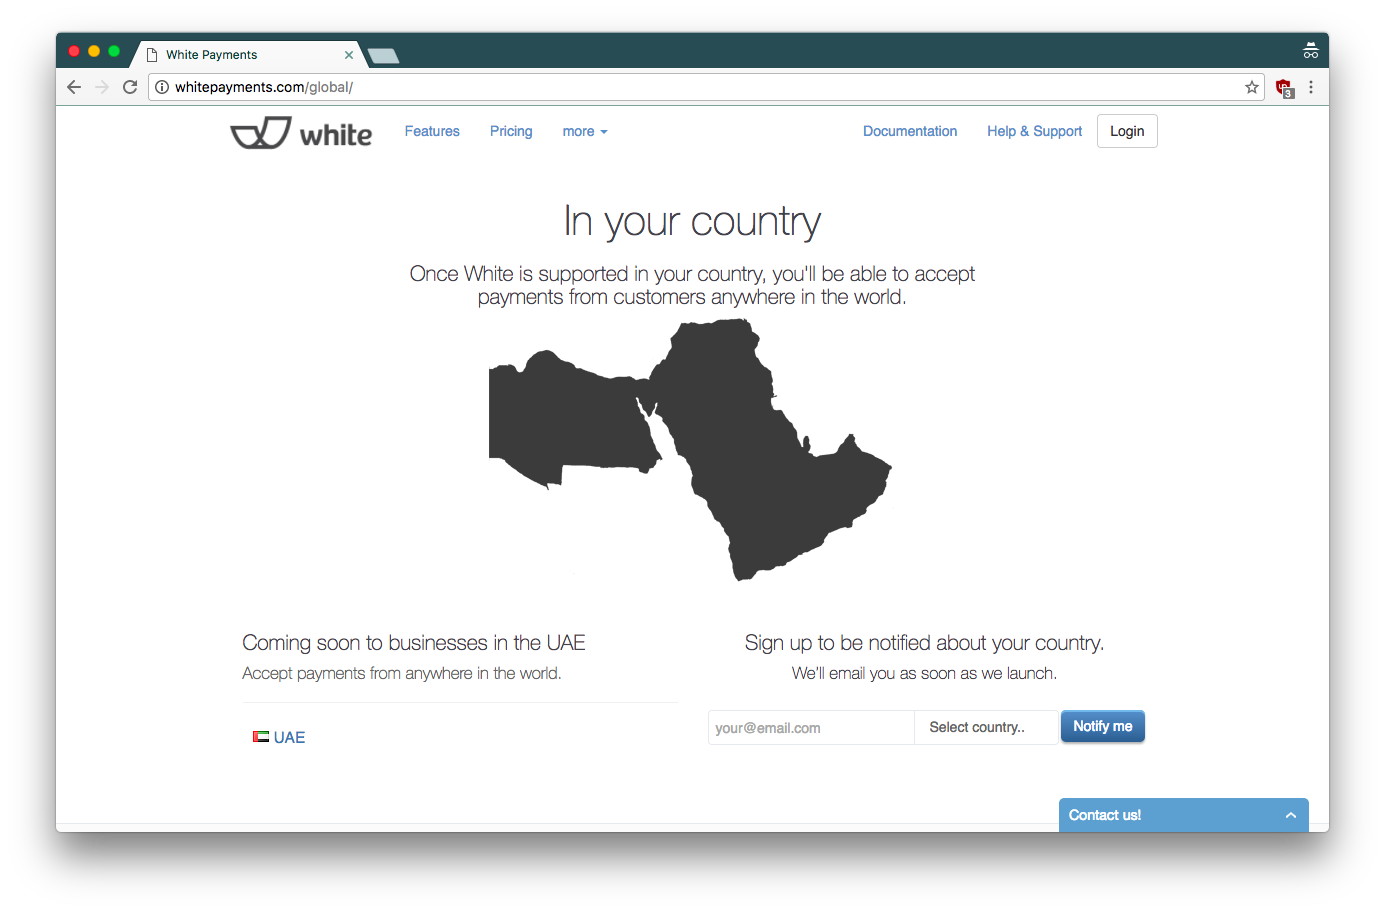 White Payments
whitepayments.com/global/
3
white
Features
Pricing
more
Documentation
Help & Support
Login
In your country
Once White is supported in your country, you'll be able to accept
payments from customers anywhere in the world.
Coming soon to businesses in the UAE
Accept payments from anywhere in the world.
UAE
Sign up to be notified about your country.
We'll email you as soon as we launch.
your@email.com
Select country..
Notify me
Contact us!